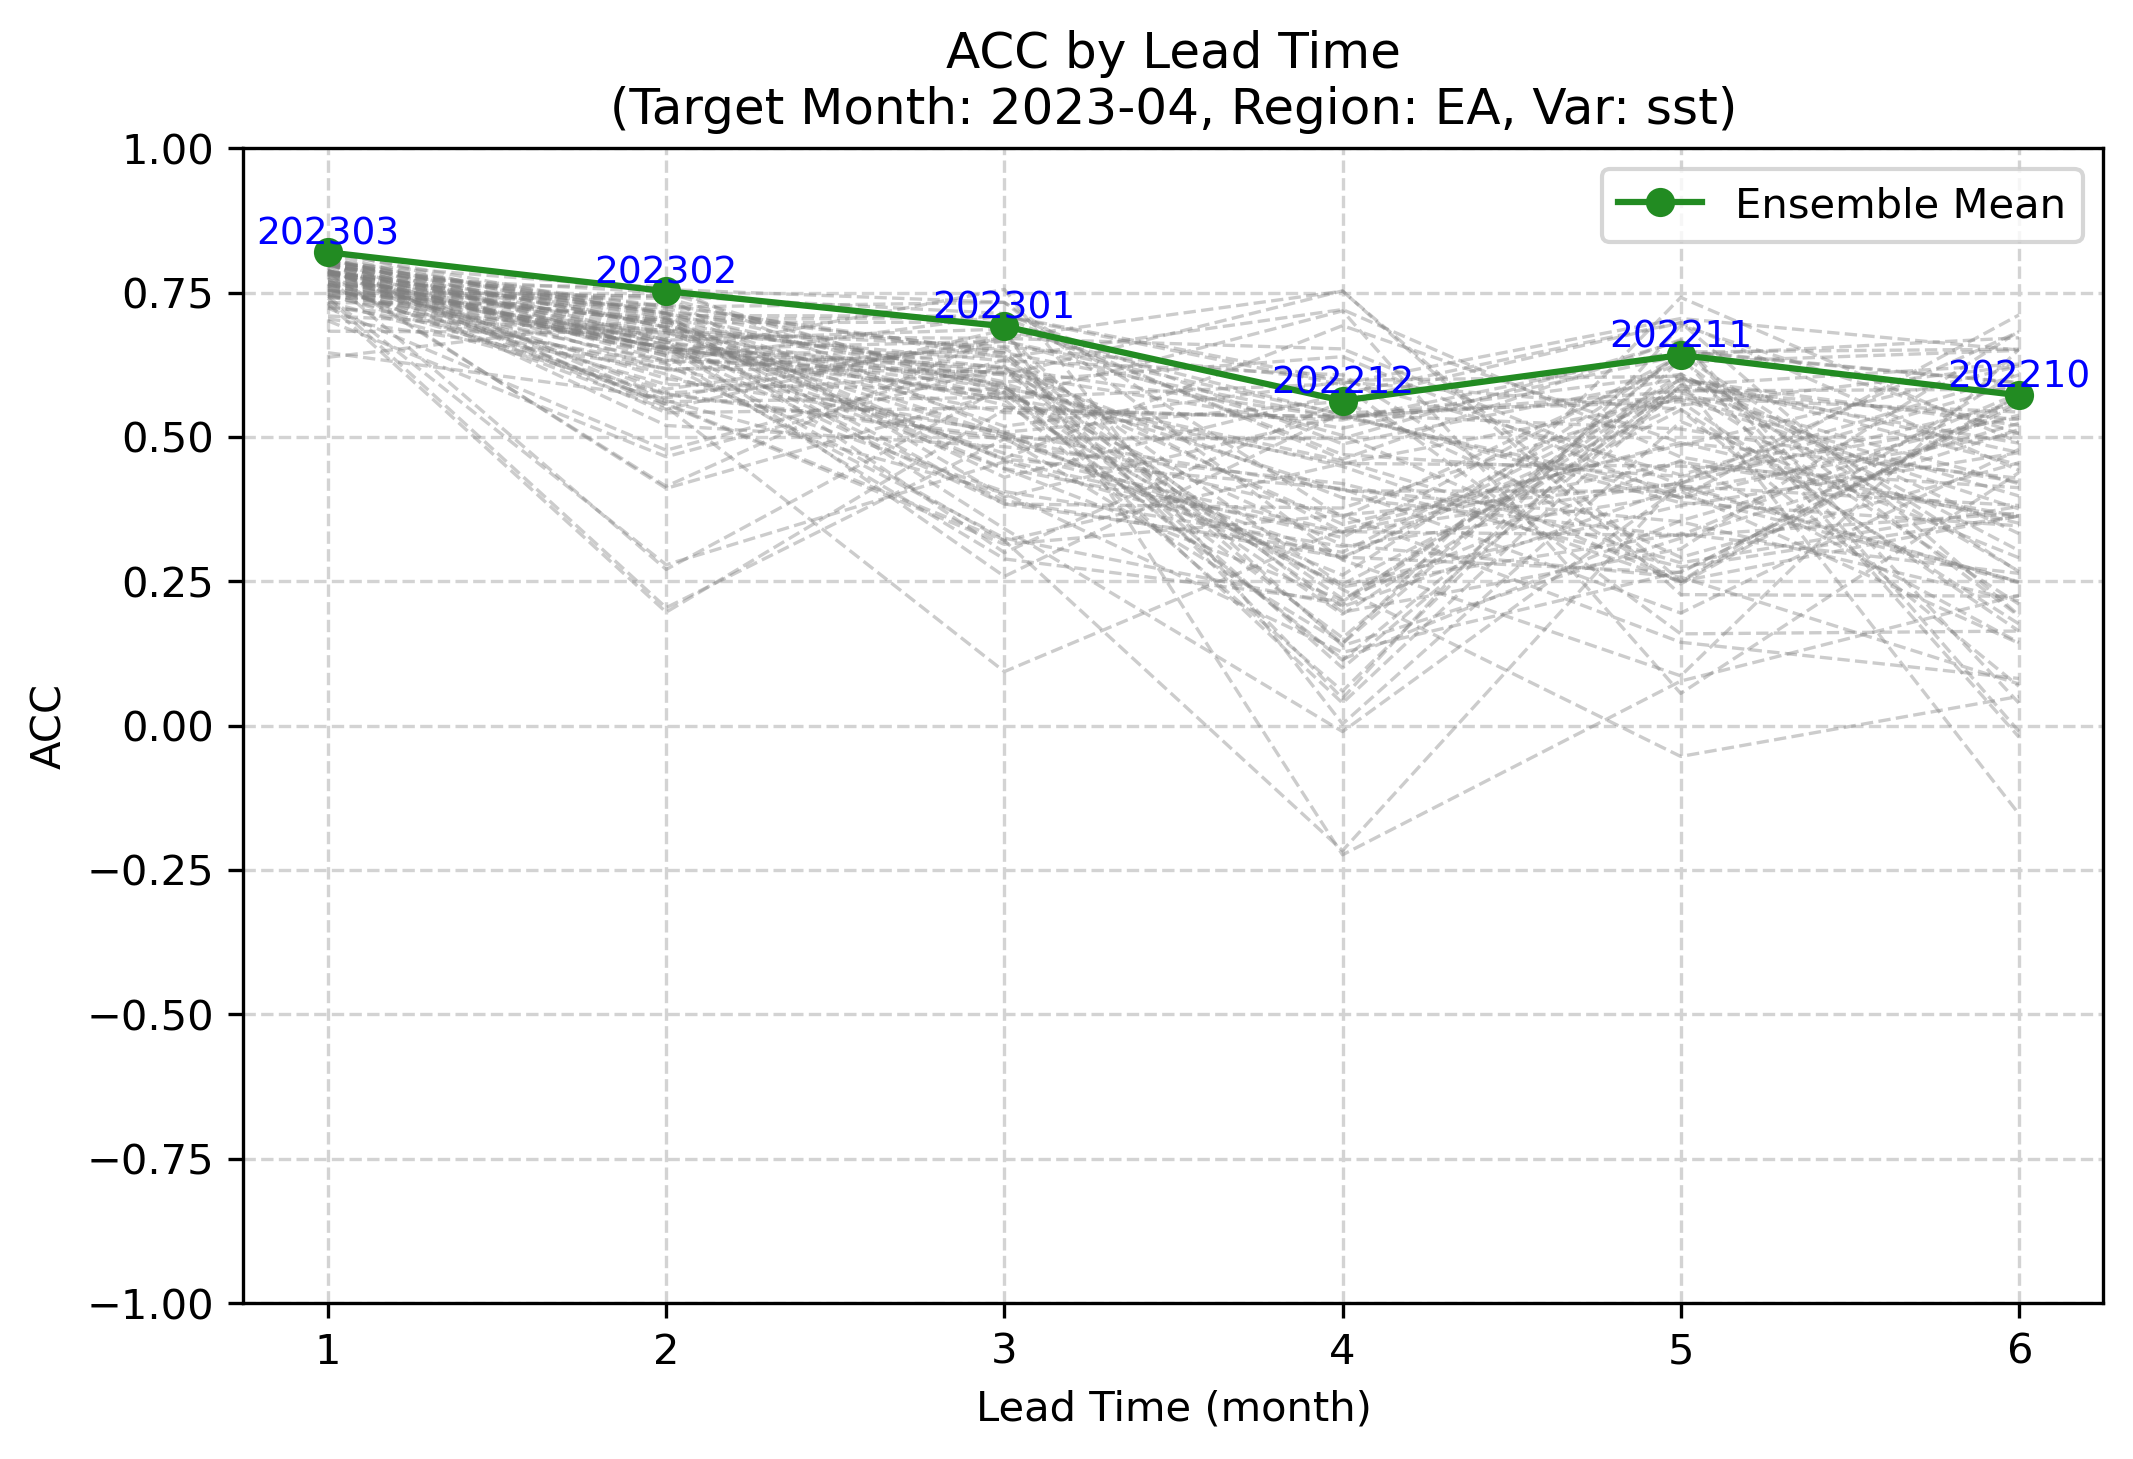 ACC by Lead Time
(Target Month: 2023-04, Region: EA, Var: sst)
Ensemble Mean
202303
202302
202301
202212
202211
202210
1.00
0.75
0.50
0.25
0.00
−0.25
−0.50
−0.75
−1.00
ACC
1 2 3 4 5 6
Lead Time (month)